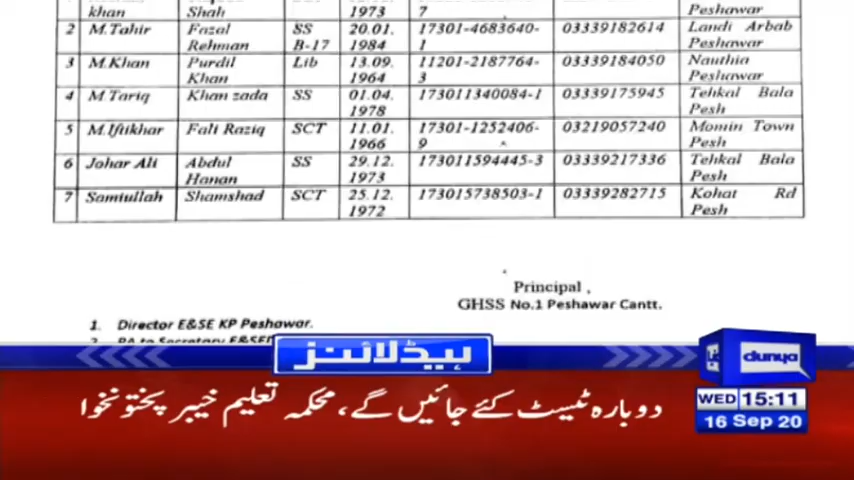 khan Shah 1973 7 Peshawar
2 M.Tahir Fazal Rehman SS B-17 20.01.1984 17301-4683640-1 03339182614 Landi Arbab Peshawar
3 M.Khan Purdil Khan Lib 13.09.1964 11201-2187764-3 03339184050 Nauthia Peshawar
4 M Tariq Khan zada SS 01.04.1978 173011340084-1 03339175945 Tehkal Bala Pesh
5 M.Iftikhar Fali Raziq SCT 11.01.1966 17301-1252406-9 03219057240 Momin Town Pesh
6 Johar Ali Abdul Hanan SS 29.12.1973 173011594445-3 03339217336 Tehkal Bala Pesh
7 Samiullah Shamshad SCT 25.12.1972 173015738503-1 03339282715 Kohat Rd Pesh
Principal ,
GHSS No.1 Peshawar Cantt.
1. Director E&SE KP Peshawar.
2. PA to Secretary E&SED
ہیڈلائنز
dunya
دوبارہ ٹیسٹ کئے جائیں گے، محکمہ تعلیم خیبر پختونخوا
WED 15:11
16 Sep 20